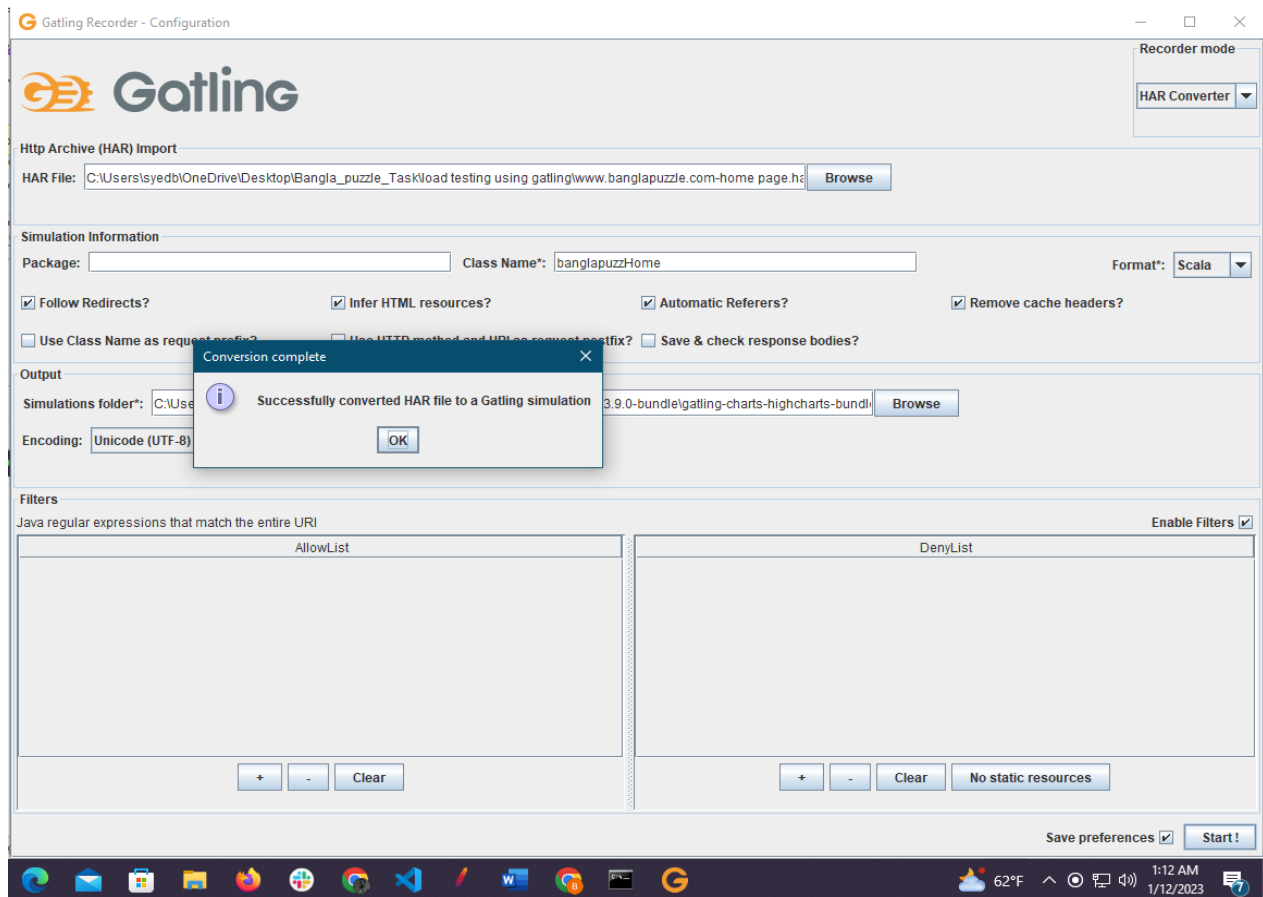 Gatling Recorder - Configuration
Gatling
Recorder mode
HAR Converter
Http Archive (HAR) Import
HAR File: C:\Users\syedb\OneDrive\Desktop\Bangla_puzzle_Task\load testing using gatling\www.banglapuzzle.com-home page.ha Browse
Simulation Information
Package: Class Name*: banglapuzzHome Format*: Scala
Follow Redirects? Infer HTML resources? Automatic Referers? Remove cache headers?
Use Class Name as request prefix? Use HTTP method and URI as request postfix? Save & check response bodies?
Conversion complete
Successfully converted HAR file to a Gatling simulation
OK
Output
Simulations folder*: C:\Use 3.9.0-bundle\gatling-charts-highcharts-bundl Browse
Encoding: Unicode (UTF-8)
Filters
Java regular expressions that match the entire URI Enable Filters
AllowList DenyList
+ - Clear + - Clear No static resources
Save preferences Start !
62°F 1:12 AM
1/12/2023 7